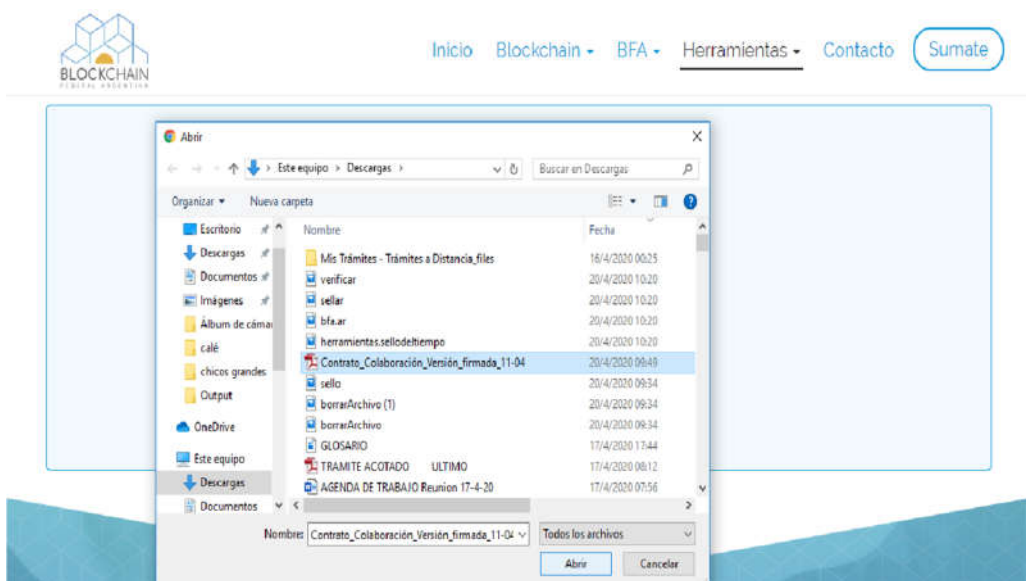 BLOCKCHAIN
FEDERAL ARGENTINA
Inicio Blockchain BFA Herramientas Contacto Sumate
Abrir
Este equipo > Descargas >
Buscar en Descargas
Organizar Nueva carpeta
Escritorio
Descargas
Documentos
Imágenes
Álbum de cámar
calé
chicos grandes
Output
OneDrive
Este equipo
Descargas
Documentos
Nombre Fecha
Mis Trámites - Trámites a Distancia_files 16/4/2020 00:25
verificar 20/4/2020 10:20
sellar 20/4/2020 10:20
bfa.ar 20/4/2020 10:20
herramientas.sellodeltiempo 20/4/2020 10:20
Contrato_Colaboración_Versión_firmada_11-04 20/4/2020 09:49
sello 20/4/2020 09:34
borrarArchivo (1) 20/4/2020 09:34
borrarArchivo 20/4/2020 09:34
GLOSARIO 17/4/2020 17:44
TRAMITE ACOTADO ULTIMO 17/4/2020 08:12
AGENDA DE TRABAJO Reunion 17-4-20 17/4/2020 07:56
Nombre: Contrato_Colaboración_Versión_firmada_11-04 Todos los archivos
Abrir Cancelar